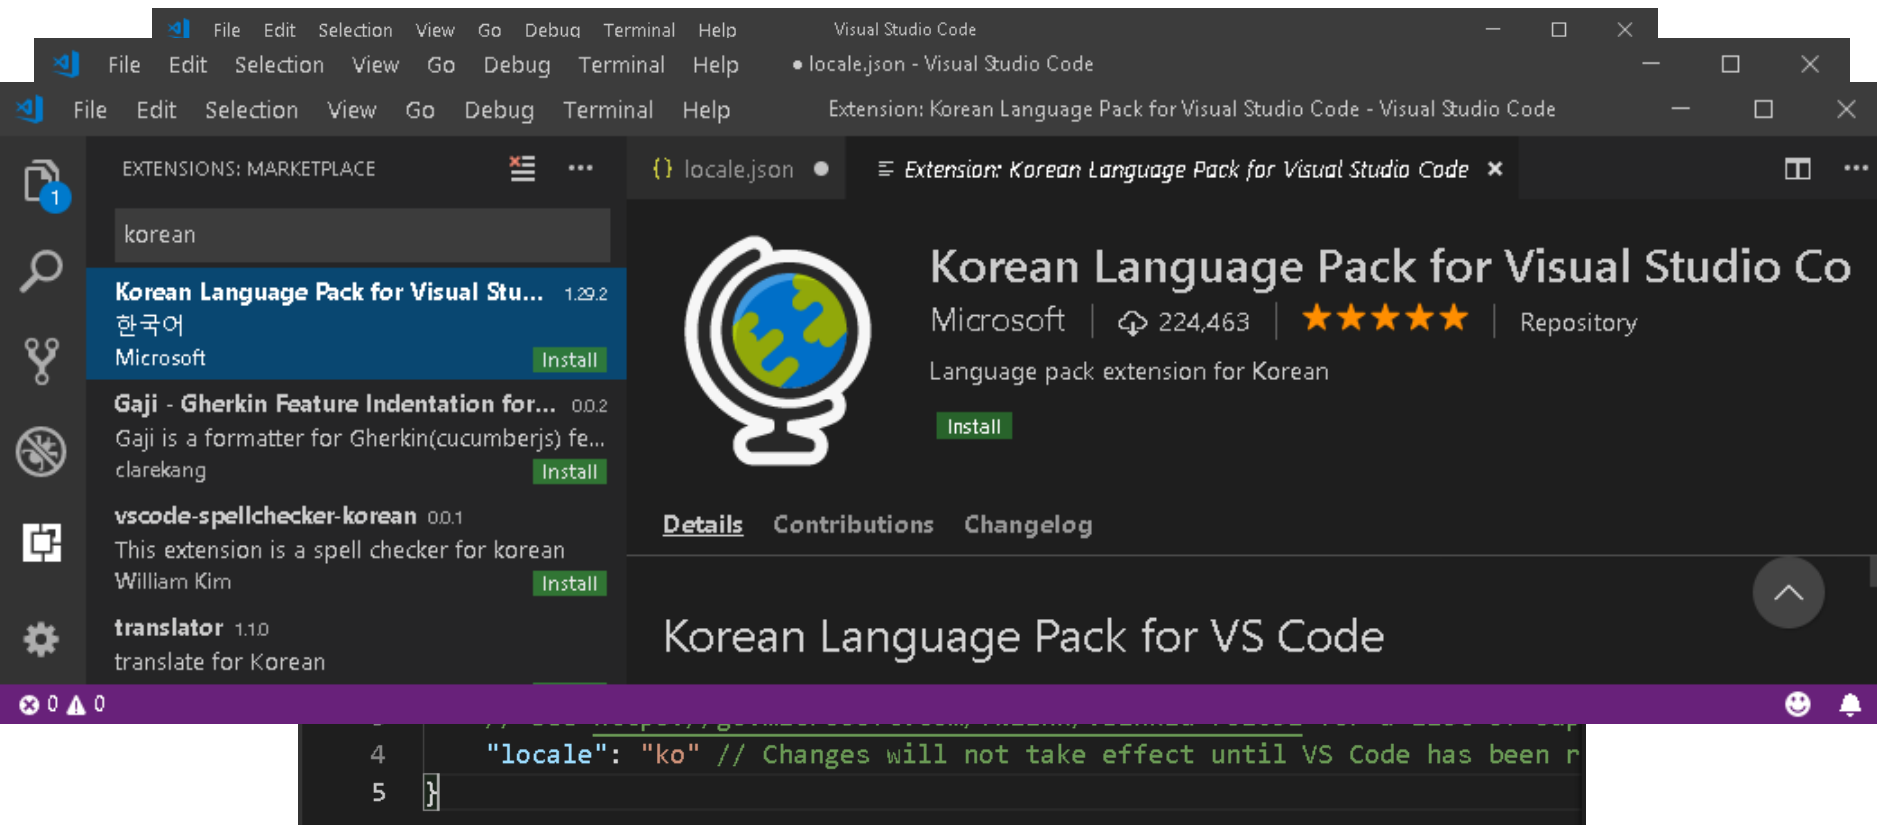 File Edit Selection View Go Debug Terminal Help Visual Studio Code
File Edit Selection View Go Debug Terminal Help ● locale.json - Visual Studio Code
File Edit Selection View Go Debug Terminal Help Extension: Korean Language Pack for Visual Studio Code - Visual Studio Code
1
EXTENSIONS: MARKETPLACE
korean
Korean Language Pack for Visual Stu... 1.29.2
한국어
Microsoft Install
Gaji - Gherkin Feature Indentation for... 0.0.2
Gaji is a formatter for Gherkin(cucumberjs) fe...
clarekang Install
vscode-spellchecker-korean 0.0.1
This extension is a spell checker for korean
William Kim Install
translator 1.1.0
translate for Korean
{} locale.json ● Extension: Korean Language Pack for Visual Studio Code ×
Korean Language Pack for Visual Studio Co
Microsoft 224,463 ★★★★★ Repository
Language pack extension for Korean
Install
Details Contributions Changelog
Korean Language Pack for VS Code
0 0
4 "locale": "ko" // Changes will not take effect until VS Code has been r
5 }